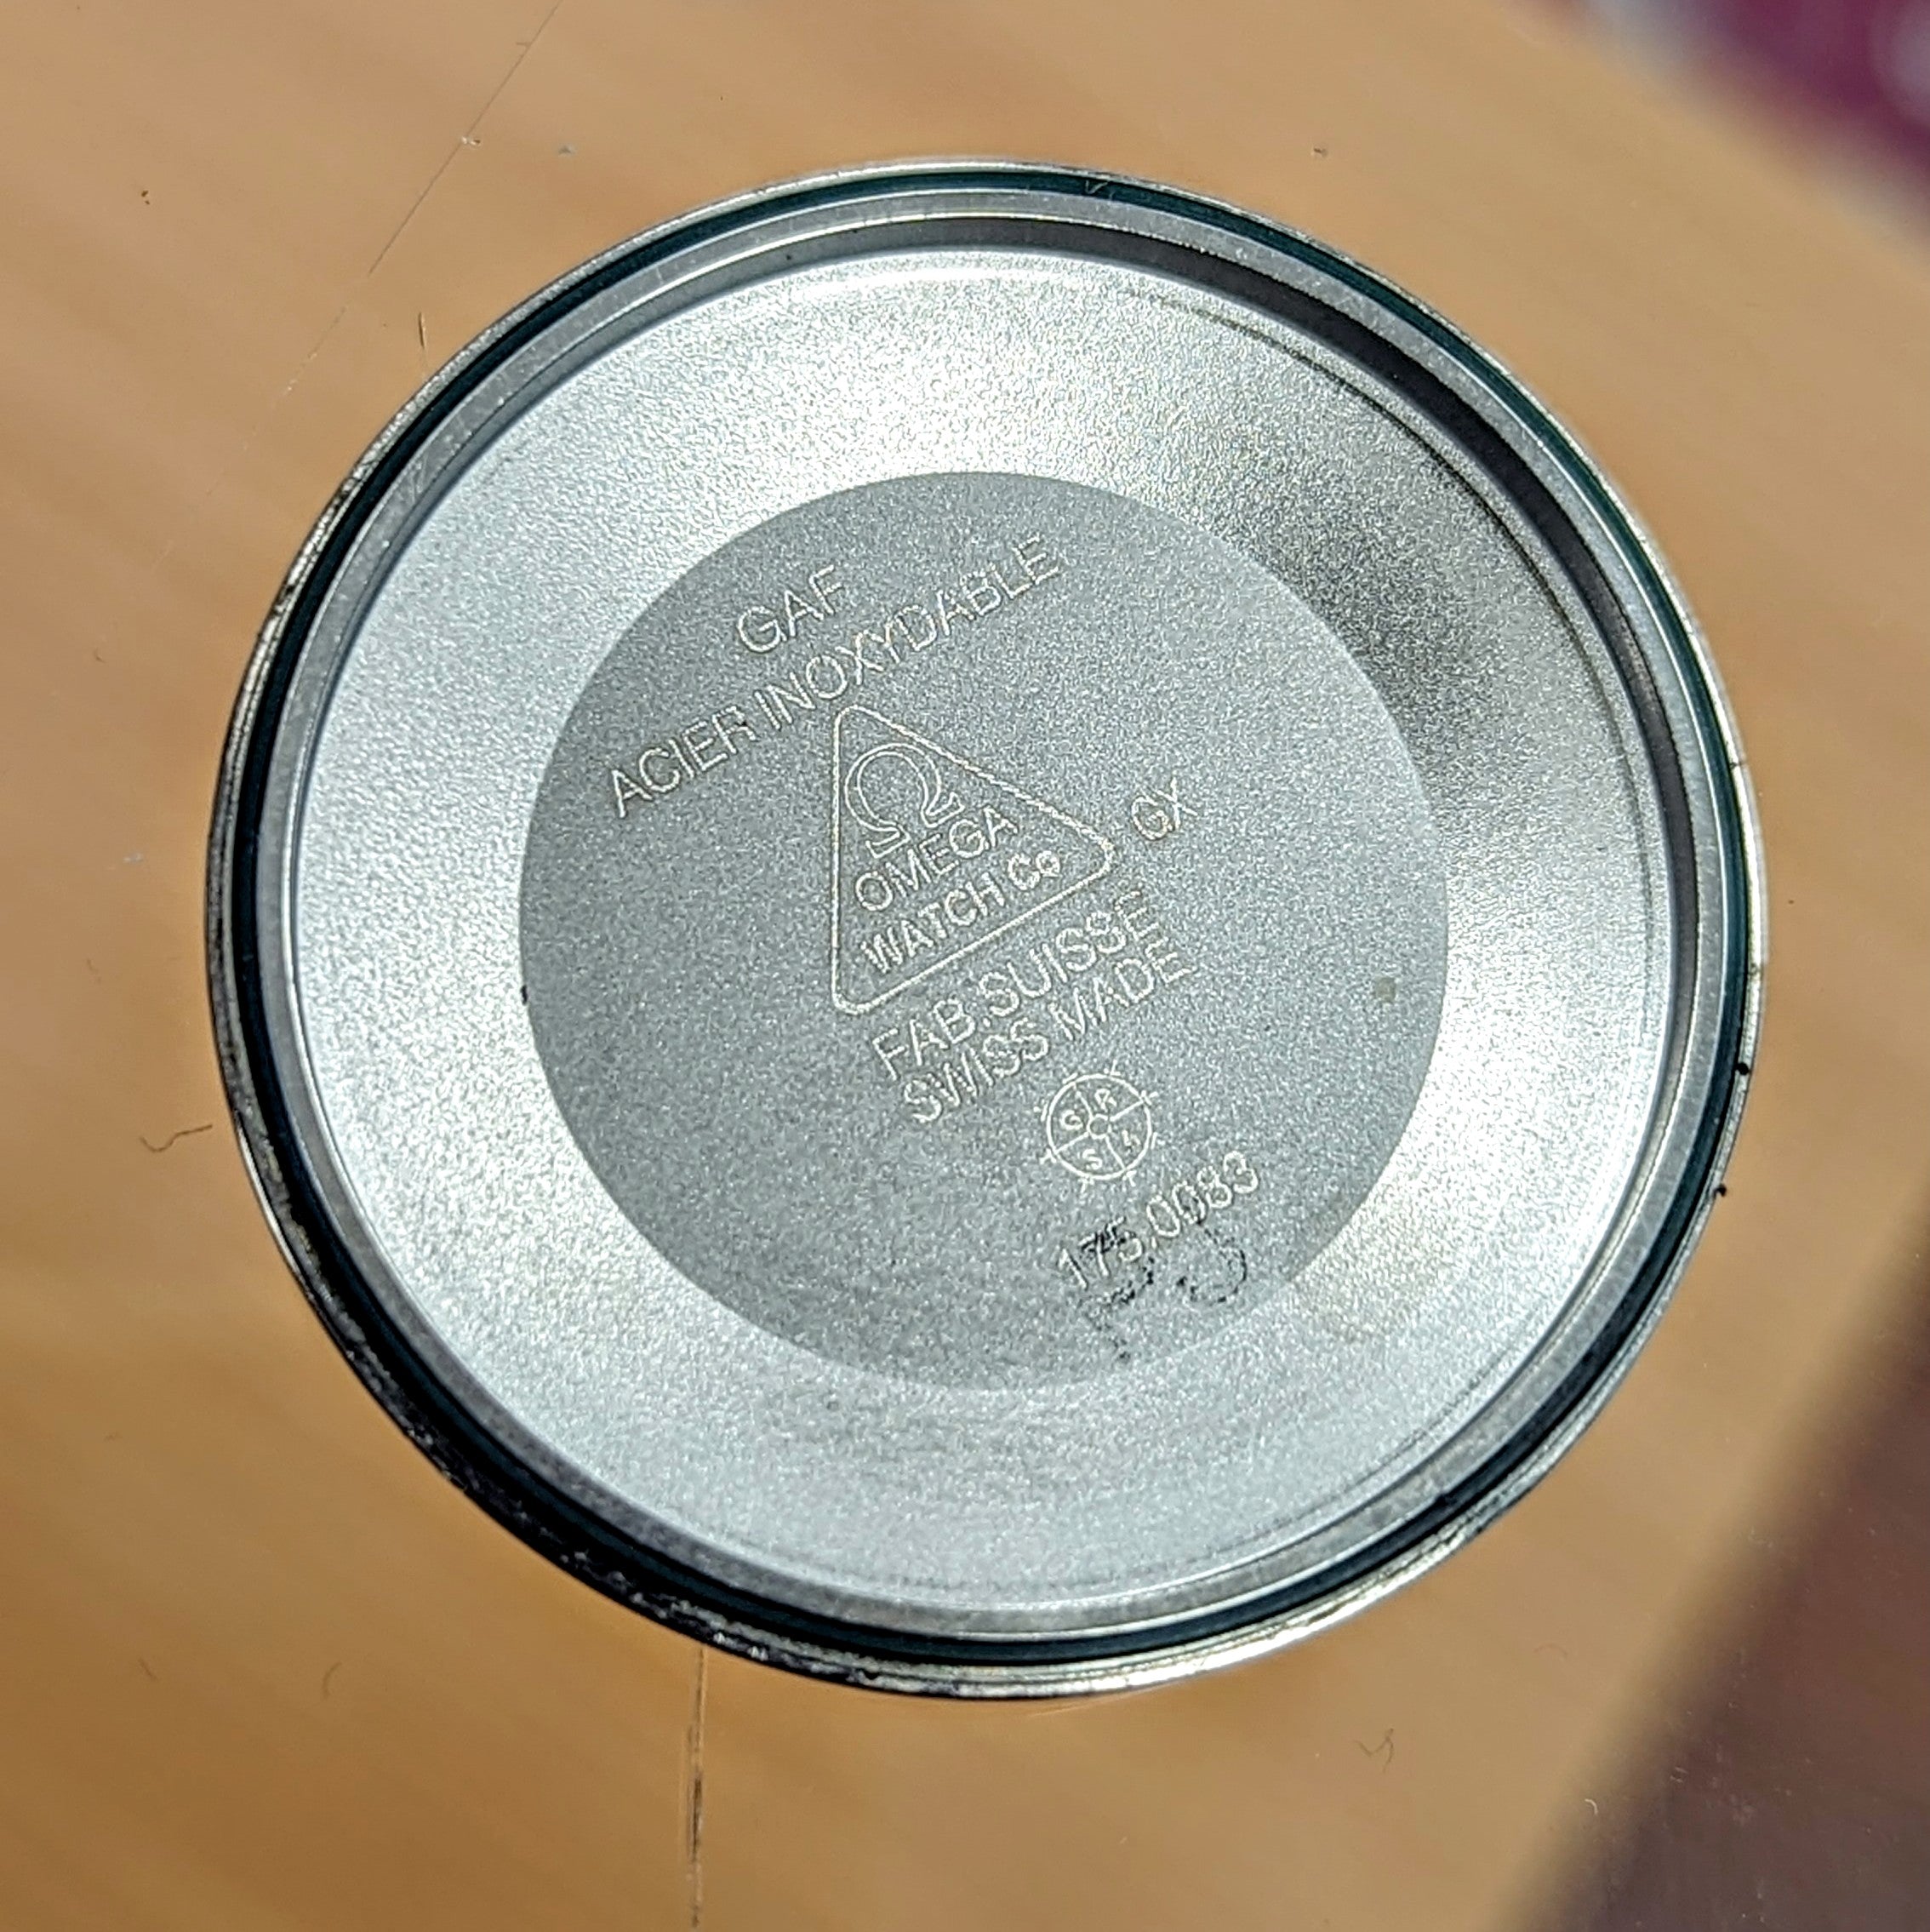 GAF
ACIER INOXYDABLE
Ω
OMEGA
WATCH Co
GX
FAB.SUISSE
SWISS MADE
175.0083